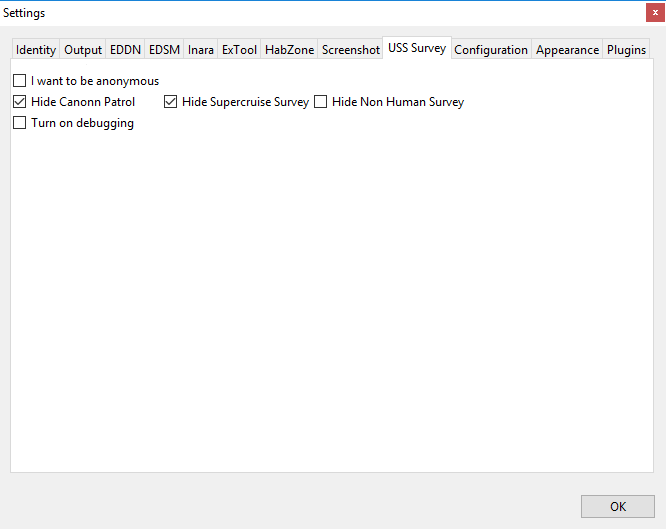 Settings
x
Identity Output EDDN EDSM Inara ExTool HabZone Screenshot USS Survey Configuration Appearance Plugins
I want to be anonymous
Hide Canonn Patrol Hide Supercruise Survey Hide Non Human Survey
Turn on debugging
OK